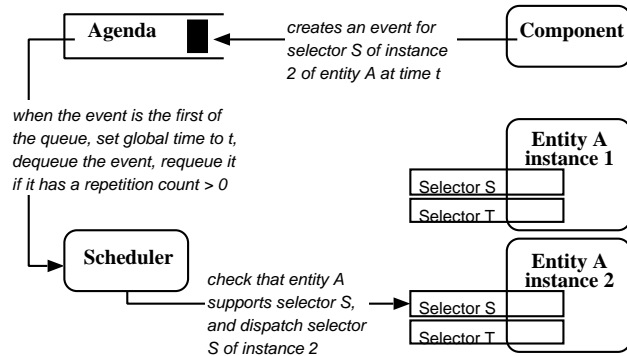 Agenda
creates an event for
selector S of instance
2 of entity A at time t
Component
when the event is the first of
the queue, set global time to t,
dequeue the event, requeue it
if it has a repetition count > 0
Entity A
instance 1
Selector S
Selector T
Scheduler
check that entity A
supports selector S,
and dispatch selector
S of instance 2
Entity A
instance 2
Selector S
Selector T